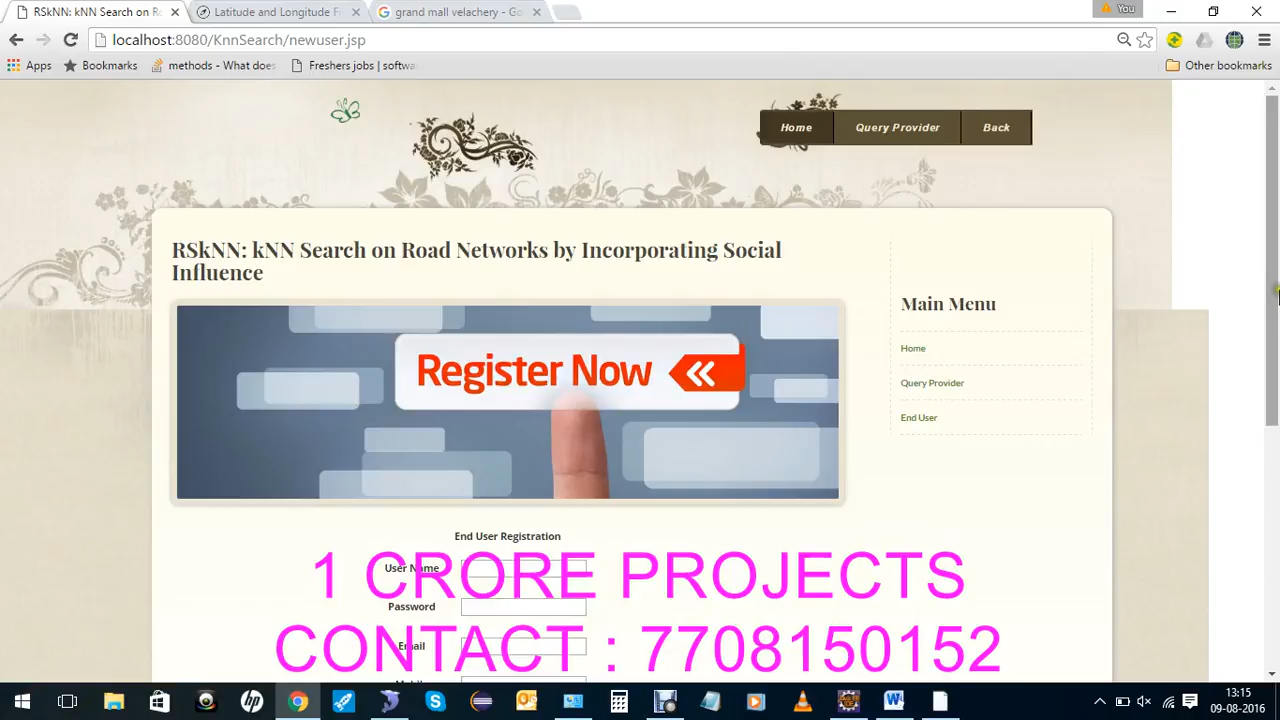 RSkNN: kNN Search on Ro
Latitude and Longitude F
grand mall velachery - Go
You
localhost:8080/KnnSearch/newuser.jsp
Apps
Bookmarks
methods - What does
Freshers jobs | softwa
Other bookmarks
Home
Query Provider
Back
RSkNN: kNN Search on Road Networks by Incorporating Social
Influence
Register Now
Main Menu
Home
Query Provider
End User
End User Registration
User Name
1 CRORE PROJECTS
Password
Email
CONTACT : 7708150152
13:15
09-08-2016